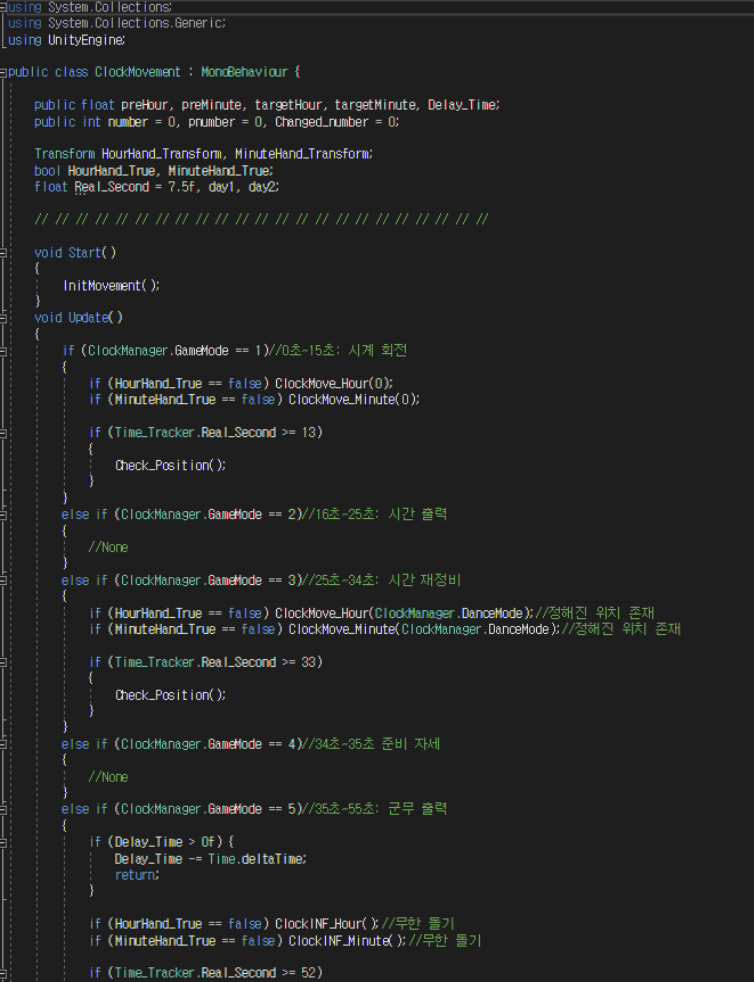 using System.Collections;
using System.Collections.Generic;
using UnityEngine;
public class ClockMovement : MonoBehaviour {
public float preHour, preMinute, targetHour, targetMinute, Delay_Time;
public int number = 0, pnumber = 0, Changed_number = 0;
Transform HourHand_Transform, MinuteHand_Transform;
bool HourHand_True, MinuteHand_True;
float Real_Second = 7.5f, day1, day2;
// // // // // // // // // // // // // // // // // // // // // // //
void Start()
{
InitMovement();
}
void Update()
{
if (ClockManager.GameMode == 1)//0초~15초: 시계 회전
{
if (HourHand_True == false) ClockMove_Hour(0);
if (MinuteHand_True == false) ClockMove_Minute(0);
if (Time_Tracker.Real_Second >= 13)
{
Check_Position();
}
}
else if (ClockManager.GameMode == 2)//16초~25초: 시간 출력
{
//None
}
else if (ClockManager.GameMode == 3)//25초~34초: 시간 재정비
{
if (HourHand_True == false) ClockMove_Hour(ClockManager.DanceMode);//정해진 위치 존재
if (MinuteHand_True == false) ClockMove_Minute(ClockManager.DanceMode);//정해진 위치 존재
if (Time_Tracker.Real_Second >= 33)
{
Check_Position();
}
}
else if (ClockManager.GameMode == 4)//34초~35초 준비 자세
{
//None
}
else if (ClockManager.GameMode == 5)//35초~55초: 군무 출력
{
if (Delay_Time > 0f) {
Delay_Time -= Time.deltaTime;
return;
}
if (HourHand_True == false) ClockINF_Hour();//무한 돌기
if (MinuteHand_True == false) ClockINF_Minute();//무한 돌기
if (Time_Tracker.Real_Second >= 52)